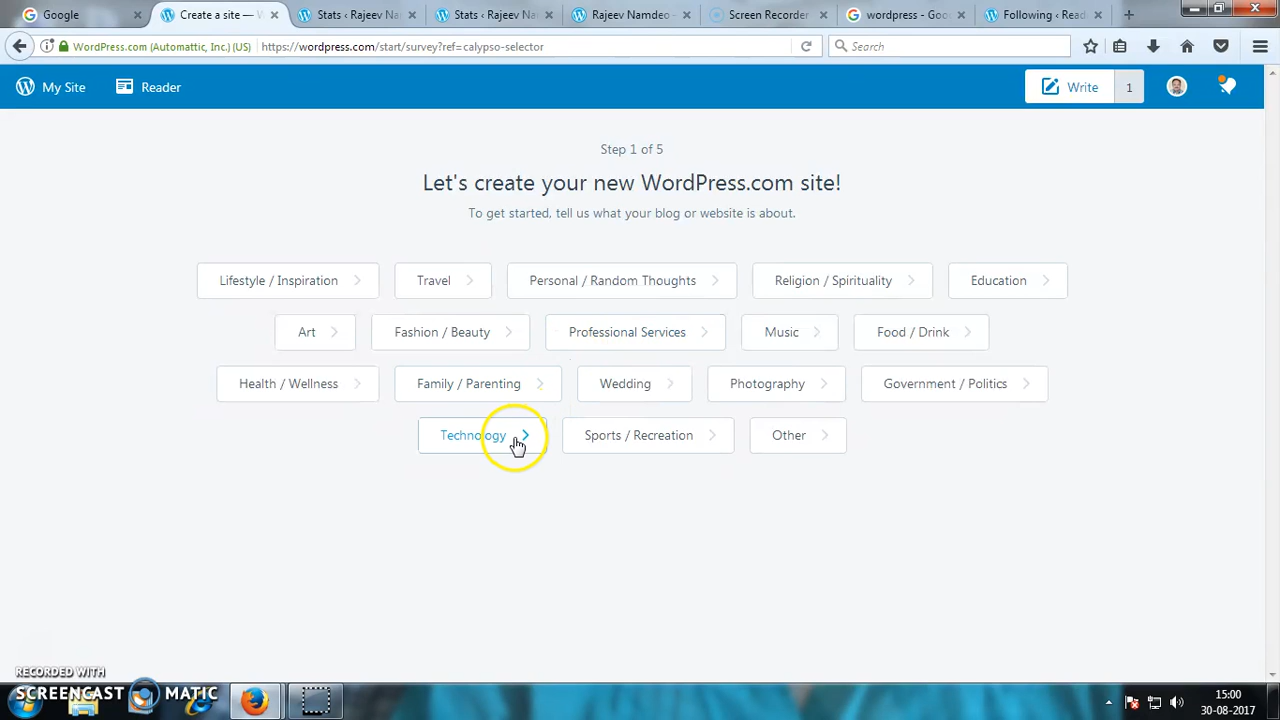 Google
Create a site — W
Stats ‹ Rajeev Namd
Stats ‹ Rajeev Nam
Rajeev Namdeo –
Screen Recorder
wordpress - Goo
Following ‹ Read
WordPress.com (Automattic, Inc.) (US)
https://wordpress.com/start/survey?ref=calypso-selector
Search
My Site
Reader
Write
1
Step 1 of 5
Let's create your new WordPress.com site!
To get started, tell us what your blog or website is about.
Lifestyle / Inspiration
Travel
Personal / Random Thoughts
Religion / Spirituality
Education
Art
Fashion / Beauty
Professional Services
Music
Food / Drink
Health / Wellness
Family / Parenting
Wedding
Photography
Government / Politics
Technology
Sports / Recreation
Other
RECORDED WITH
SCREENCAST MATIC
15:00
30-08-2017